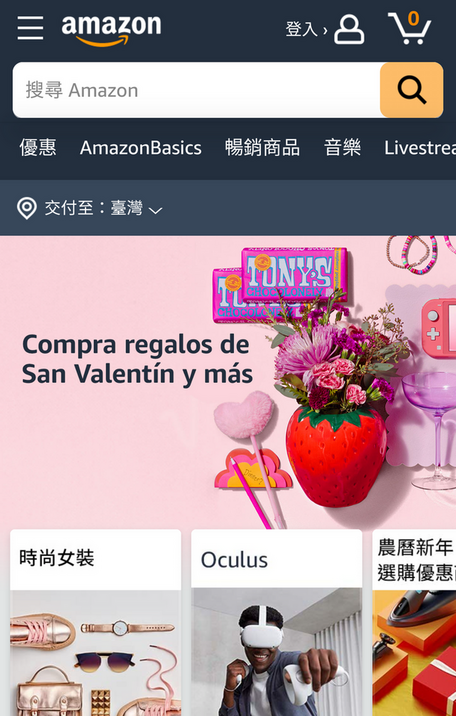 amazon
登入 ›
0
搜尋 Amazon
優惠
AmazonBasics
暢銷商品
音樂
Livestrea
交付至：臺灣
TONY'S
CHOCOLONELY
Compra regalos de
San Valentín y más
時尚女裝
Oculus
農曆新年
選購優惠